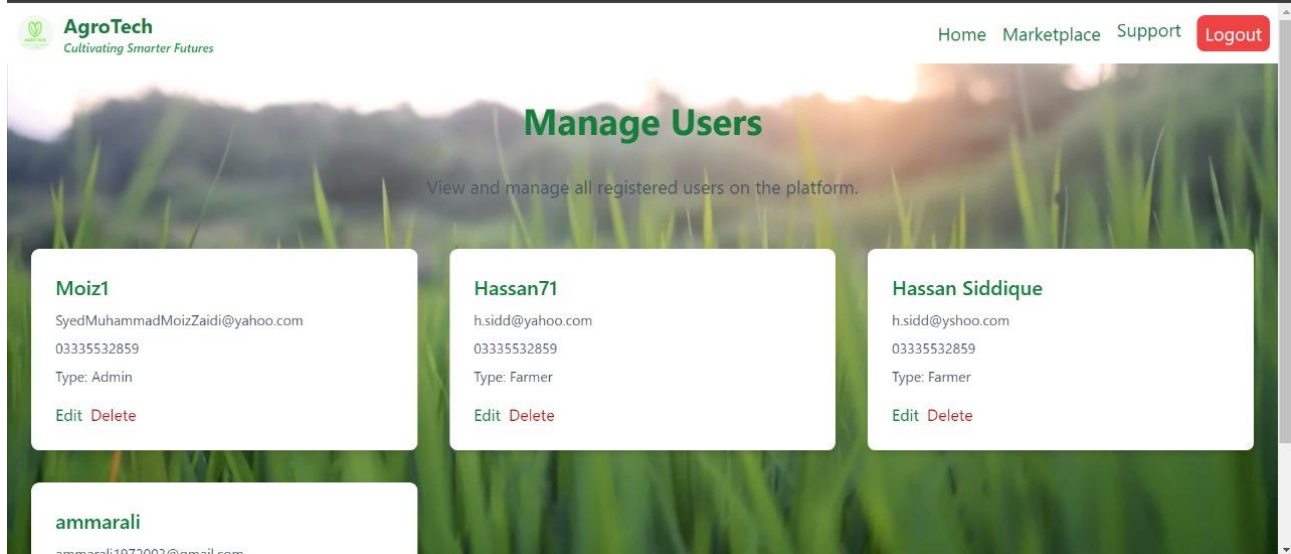 AgroTech
Cultivating Smarter Futures
Home Marketplace Support Logout
Manage Users
View and manage all registered users on the platform.
Moiz1
SyedMuhammadMoizZaidi@yahoo.com
03335532859
Type: Admin
Edit Delete
Hassan71
h.sidd@yahoo.com
03335532859
Type: Farmer
Edit Delete
Hassan Siddique
h.sidd@yshoo.com
03335532859
Type: Farmer
Edit Delete
ammarali